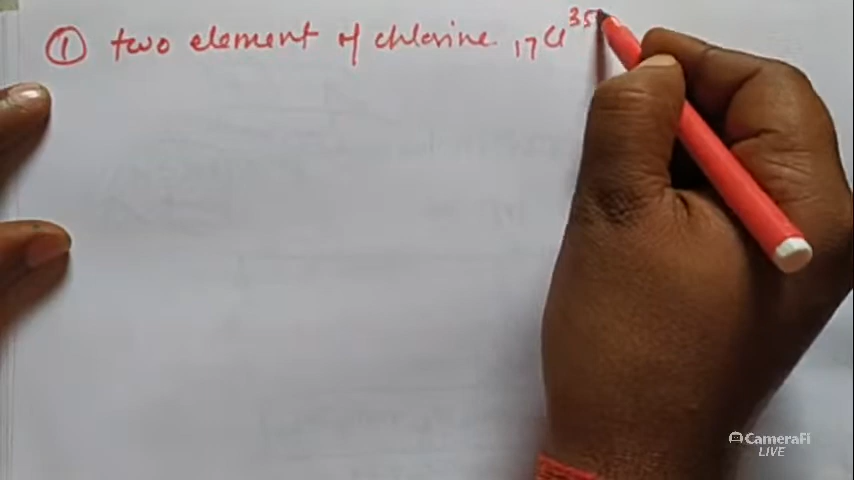 ① two element of chlorine ₁₇Cl³⁵
CameraFi
LIVE